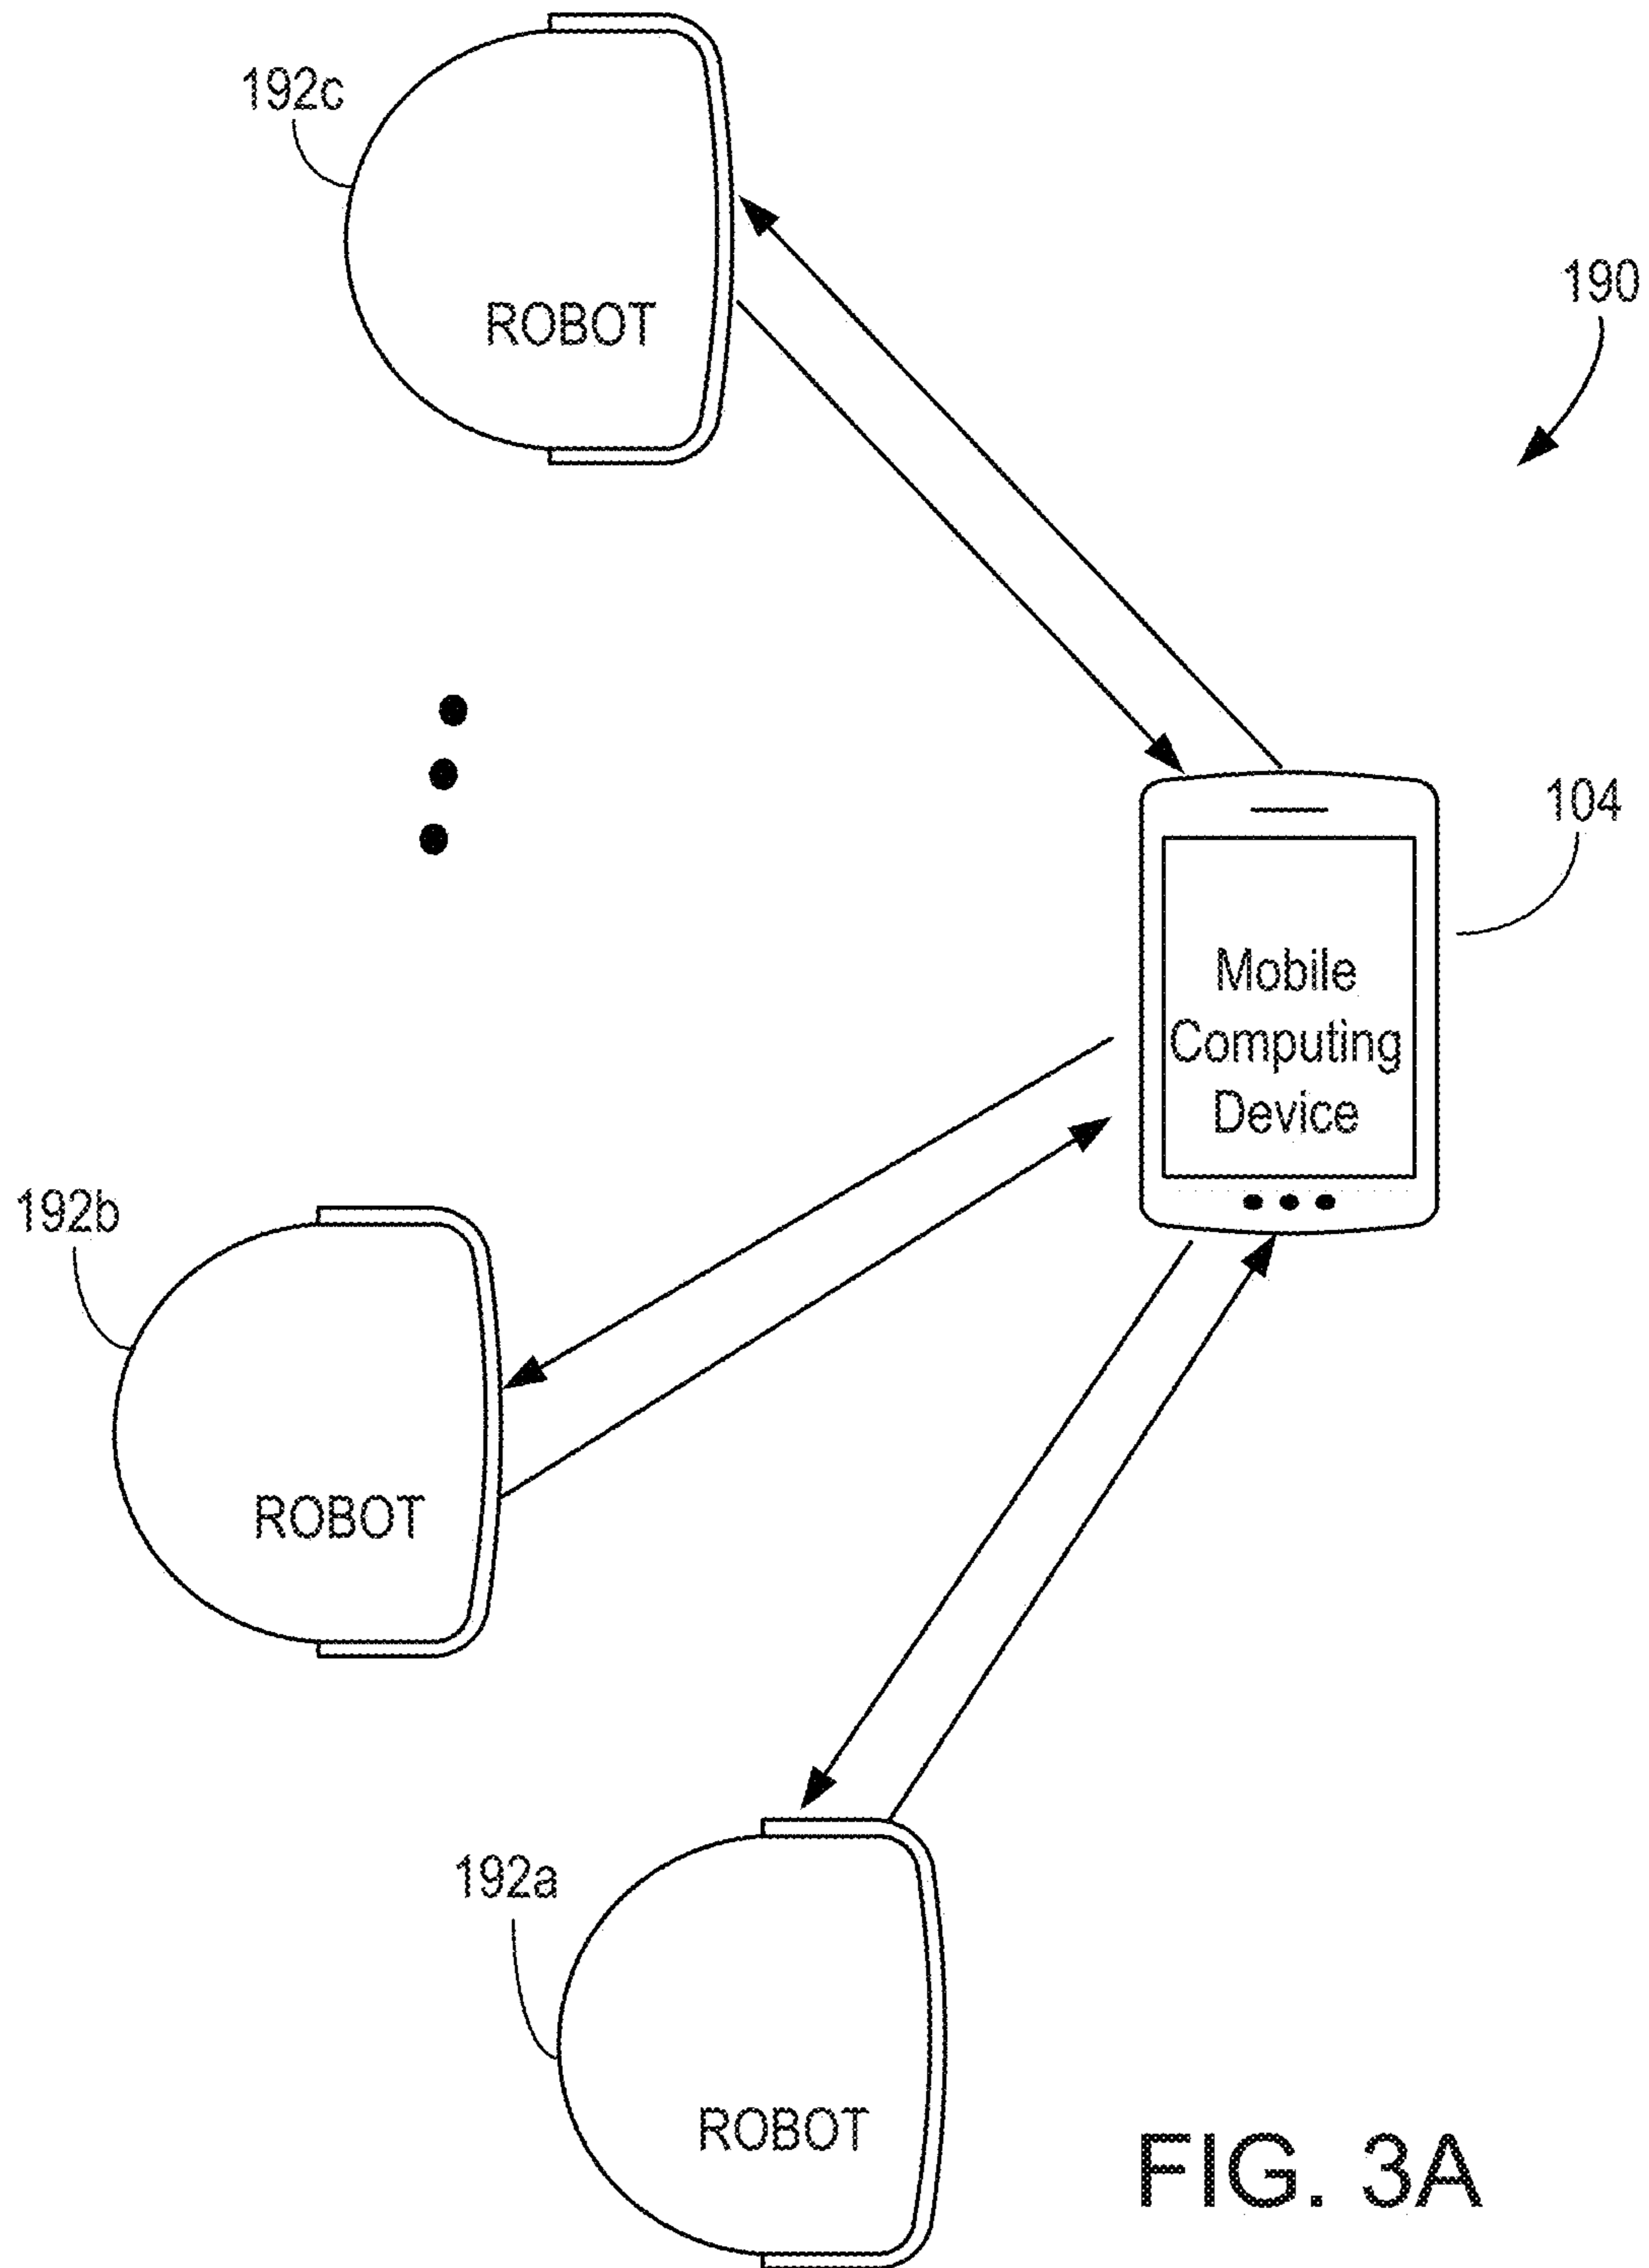 192c
ROBOT
190
104
Mobile
Computing
Device
192b
ROBOT
192a
ROBOT
FIG. 3A